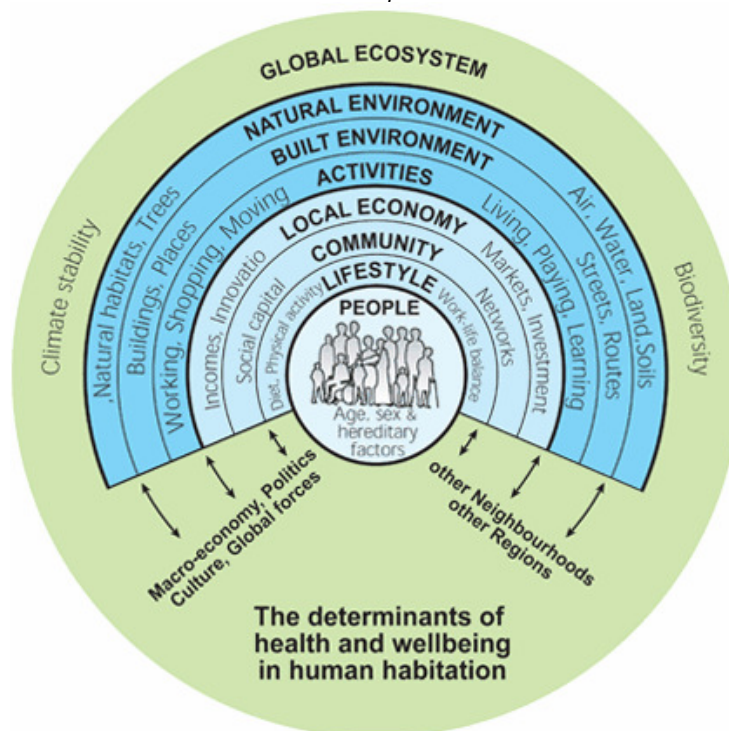 GLOBAL ECOSYSTEM
NATURAL ENVIRONMENT
BUILT ENVIRONMENT
ACTIVITIES
LOCAL ECONOMY
COMMUNITY
LIFESTYLE
PEOPLE
Age, sex &
hereditary
factors
Climate stability
,Natural habitats, Trees
Buildings, Places
Working, Shopping, Moving
Incomes, Innovatio
Social capital
Diet, Physical activity
Work-life balance
Networks
Markets, Investment
Living, Playing, Learning
Streets, Routes
Air, Water, Land.Soils
Biodiversity
Macro-economy, Politics
Culture, Global forces
other Neighbourhoods
other Regions
The determinants of
health and wellbeing
in human habitation